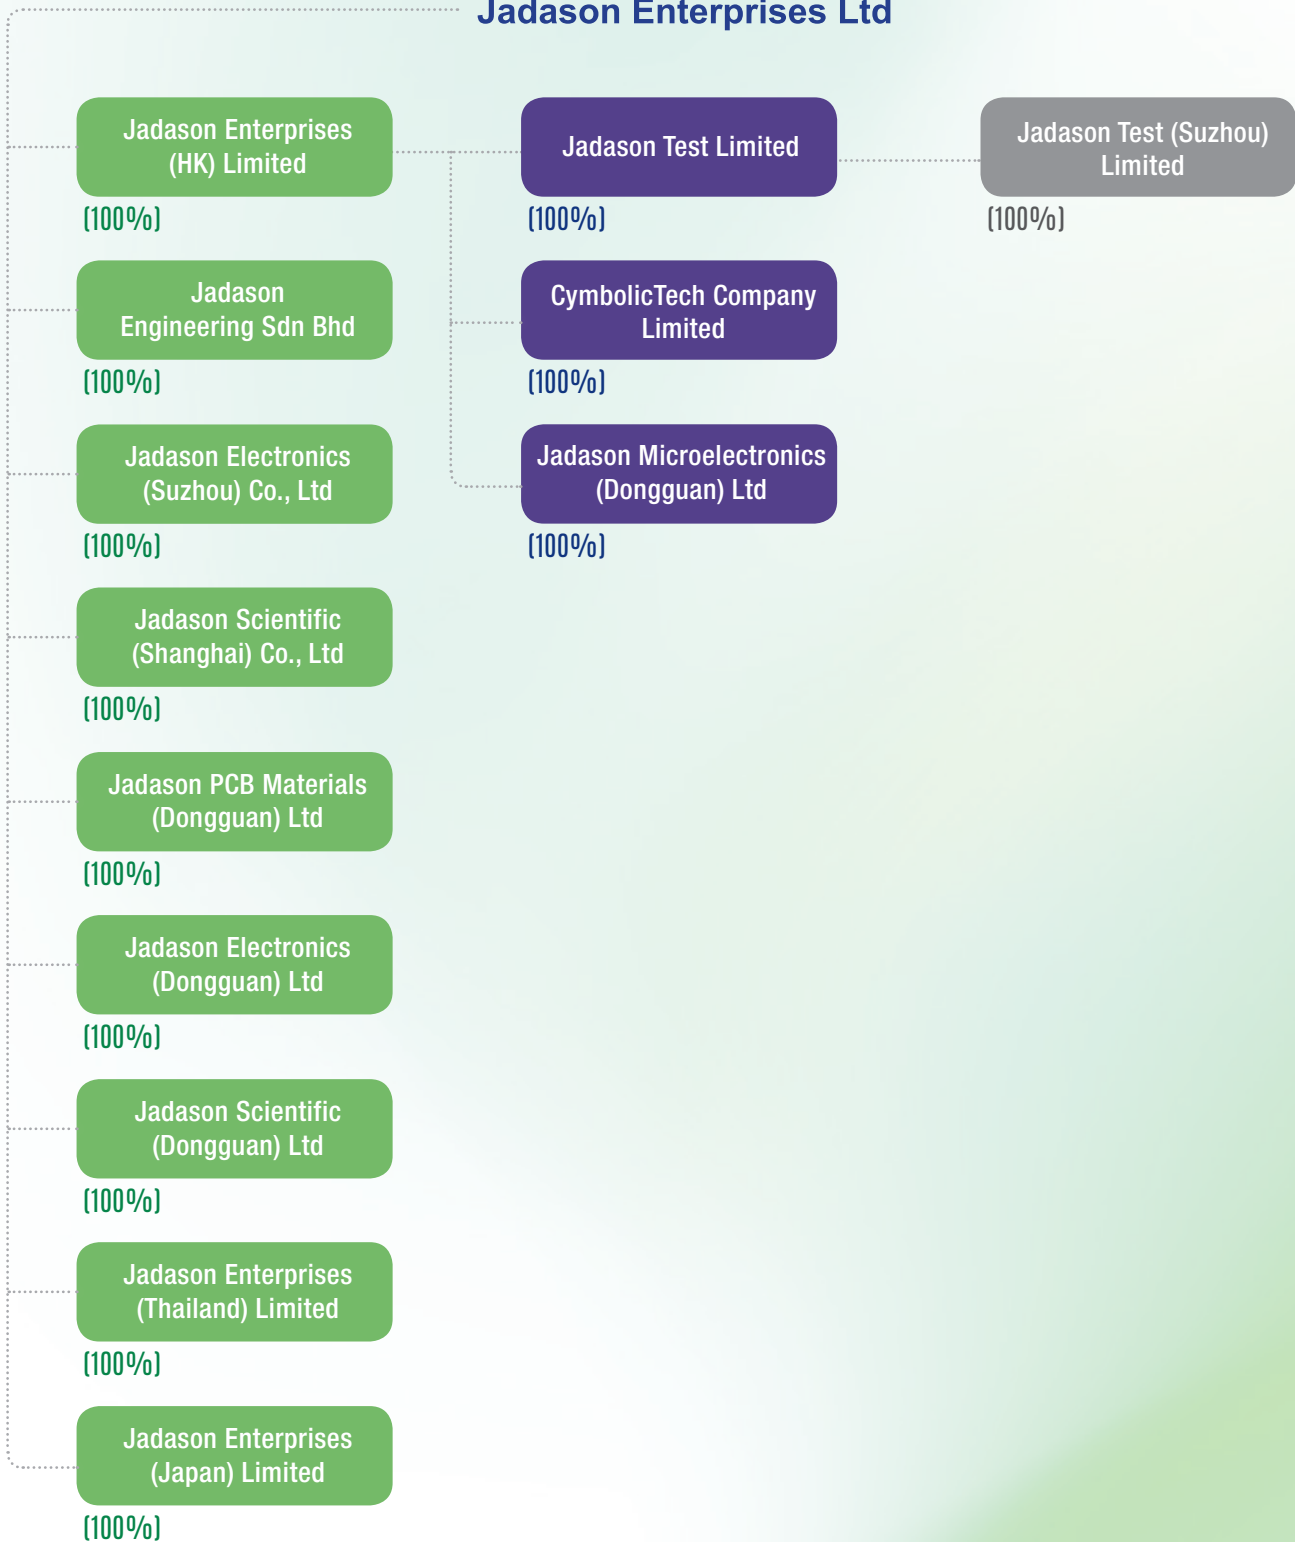 Jadason Enterprises Ltd
Jadason Enterprises
(HK) Limited
(100%)
Jadason Test Limited
(100%)
Jadason Test (Suzhou)
Limited
(100%)
Jadason
Engineering Sdn Bhd
(100%)
CymbolicTech Company
Limited
(100%)
Jadason Electronics
(Suzhou) Co., Ltd
(100%)
Jadason Microelectronics
(Dongguan) Ltd
(100%)
Jadason Scientific
(Shanghai) Co., Ltd
(100%)
Jadason PCB Materials
(Dongguan) Ltd
(100%)
Jadason Electronics
(Dongguan) Ltd
(100%)
Jadason Scientific
(Dongguan) Ltd
(100%)
Jadason Enterprises
(Thailand) Limited
(100%)
Jadason Enterprises
(Japan) Limited
(100%)